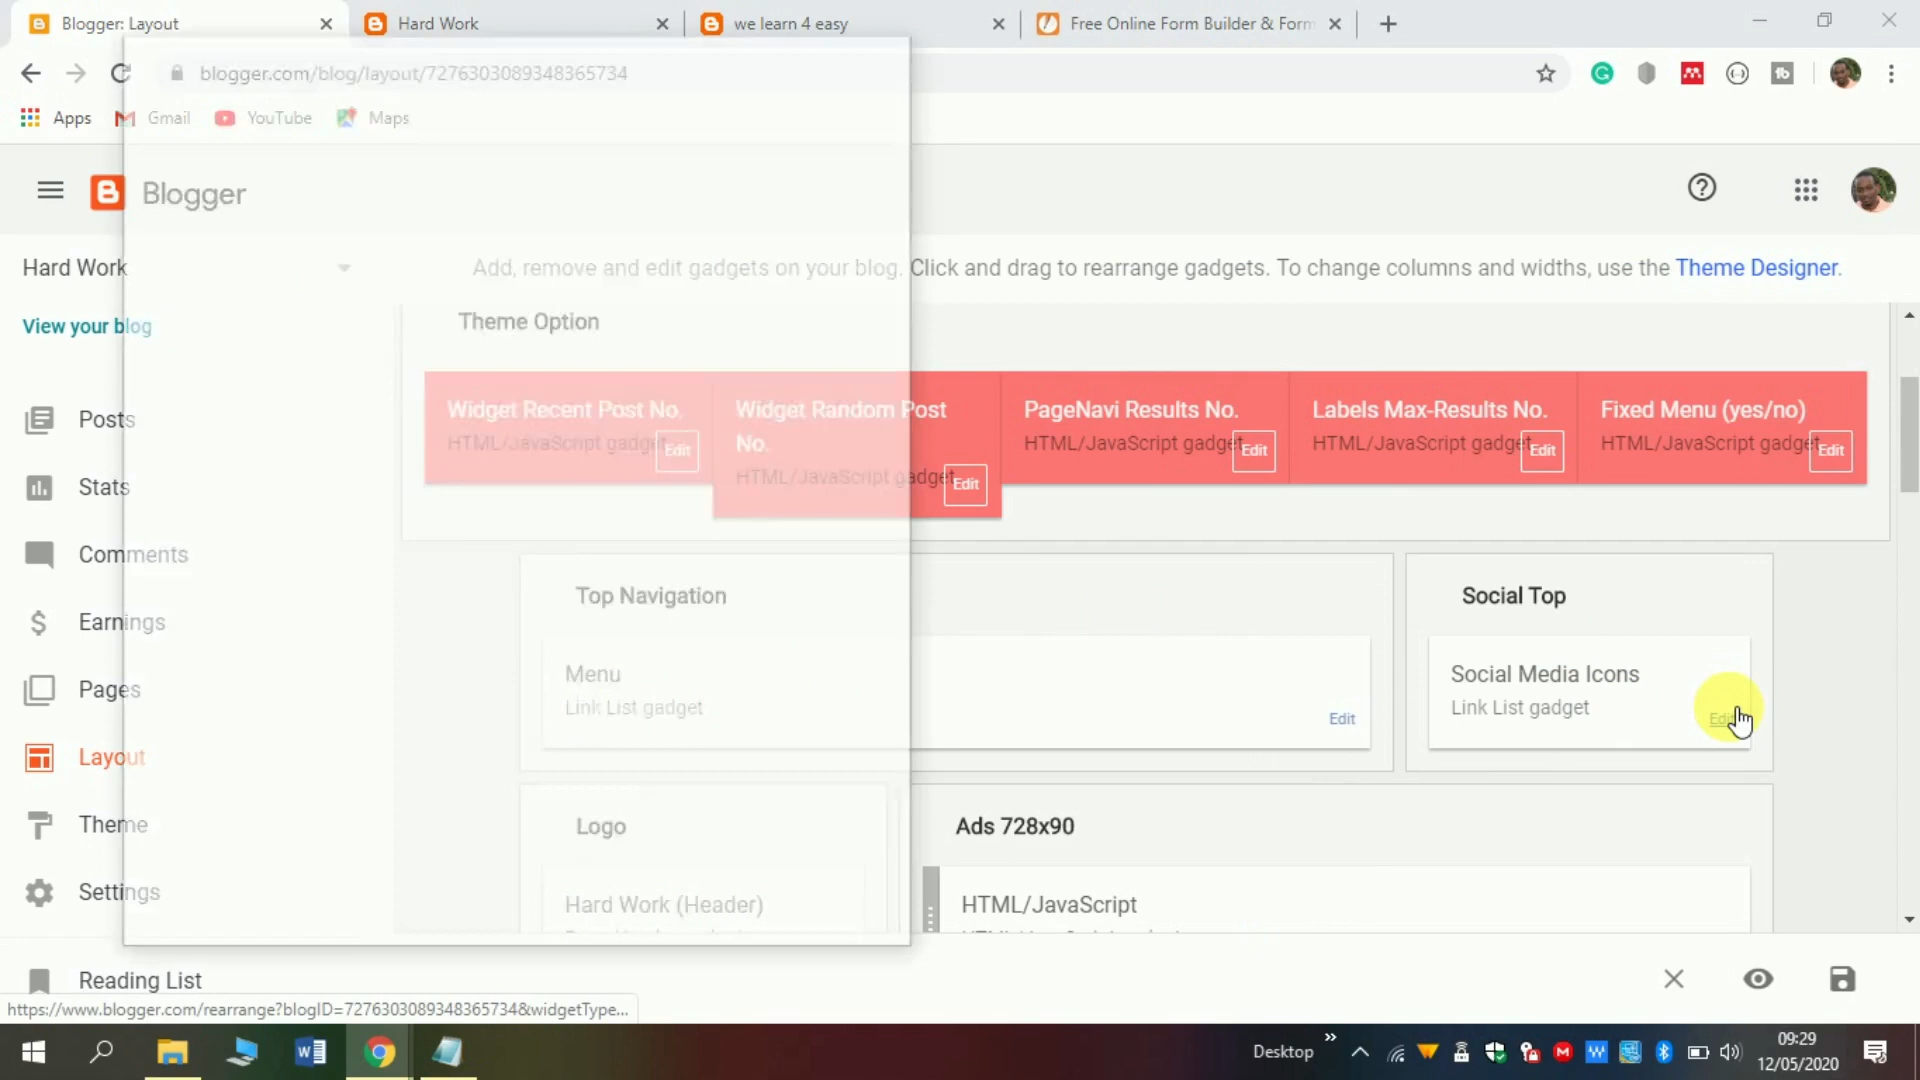 Blogger: Layout
Hard Work
we learn 4 easy
Free Online Form Builder & Form
blogger.com/blog/layout/7276303089348365734
Apps
Gmail
YouTube
Maps
Blogger
Hard Work
Add, remove and edit gadgets on your blog. Click and drag to rearrange gadgets. To change columns and widths, use the Theme Designer.
View your blog
Theme Option
Widget Recent Post No.
HTML/JavaScript gadget
Edit
Widget Random Post
No.
HTML/JavaScript gadget
Edit
PageNavi Results No.
HTML/JavaScript gadget
Edit
Labels Max-Results No.
HTML/JavaScript gadget
Edit
Fixed Menu (yes/no)
HTML/JavaScript gadget
Edit
Posts
Stats
Comments
Earnings
Pages
Layout
Theme
Settings
Reading List
Top Navigation
Menu
Link List gadget
Edit
Social Top
Social Media Icons
Link List gadget
Edit
Logo
Hard Work (Header)
Ads 728x90
HTML/JavaScript
https://www.blogger.com/rearrange?blogID=7276303089348365734&widgetType...
Desktop
09:29
12/05/2020